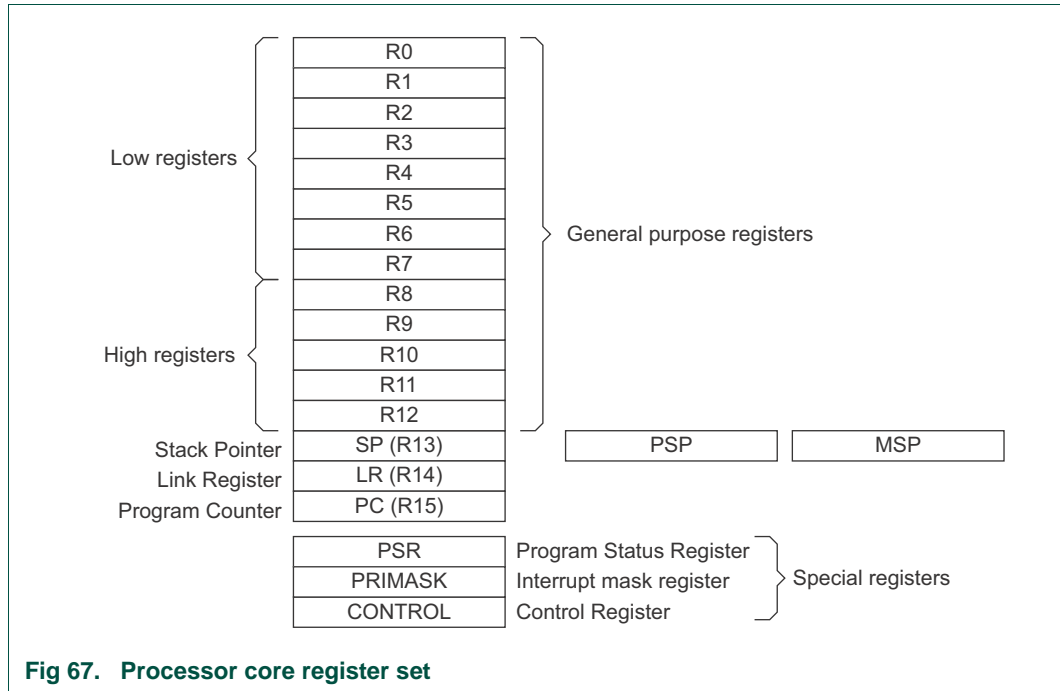 R0
R1
R2
R3
Low registers
R4
R5
R6
General purpose registers
R7
R8
R9
High registers
R10
R11
R12
Stack Pointer SP (R13) PSP MSP
Link Register LR (R14)
Program Counter PC (R15)
PSR Program Status Register
PRIMASK Interrupt mask register Special registers
CONTROL Control Register
Fig 67. Processor core register set